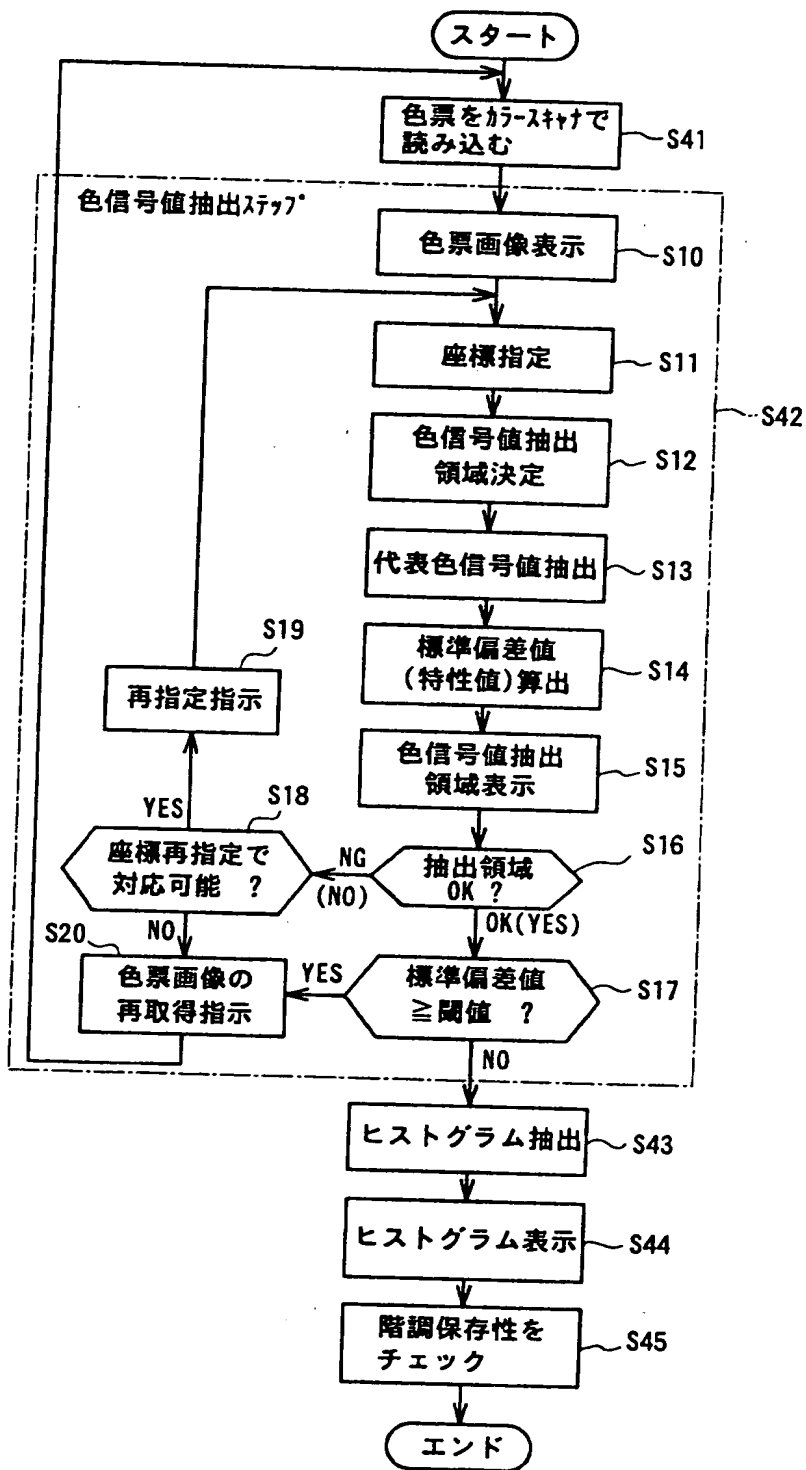 スタート
色票をカラースキャナで
読み込む
S41
色信号値抽出ステップ
色票画像表示
S10
座標指定
S11
S42
色信号値抽出
領域決定
S12
代表色信号値抽出
S13
標準偏差値
(特性値)算出
S14
S19
再指定指示
色信号値抽出
領域表示
S15
YES
S18
座標再指定で
対応可能 ?
NG
(NO)
抽出領域
OK ?
S16
NO
OK(YES)
S20
色票画像の
再取得指示
YES
標準偏差値
≧閾値 ?
S17
NO
ヒストグラム抽出
S43
ヒストグラム表示
S44
階調保存性を
チェック
S45
エンド